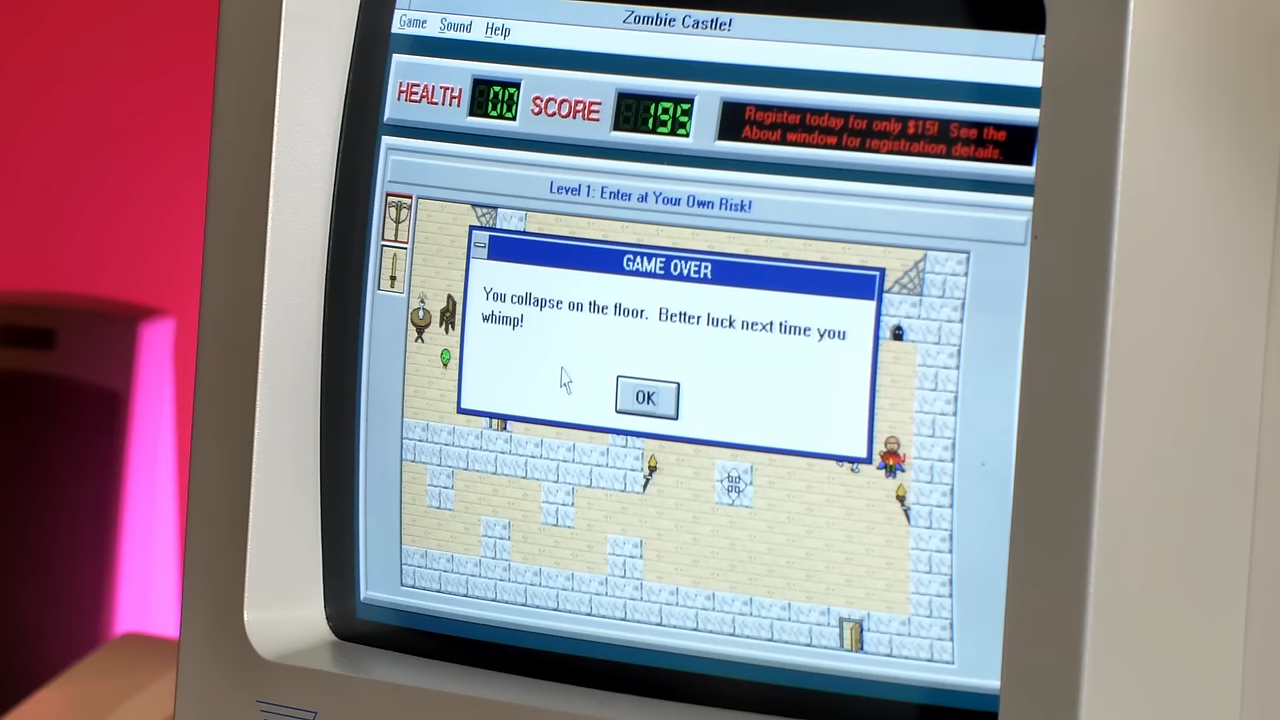 Zombie Castle!
Game Sound Help
HEALTH 00 SCORE 195
Register today for only $15! See the
About window for registration details.
Level 1: Enter at Your Own Risk!
GAME OVER
You collapse on the floor. Better luck next time you
whimp!
OK